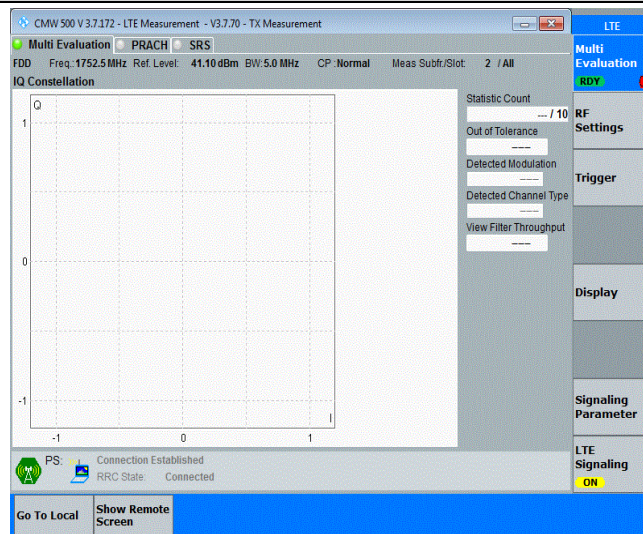 CMW 500 V 3.7.172 - LTE Measurement - V3.7.70 - TX Measurement
LTE
Multi Evaluation PRACH SRS
FDD Freq.: 1752.5 MHz Ref. Level: 41.10 dBm BW: 5.0 MHz CP : Normal Meas Subfr./Slot: 2 / All
IQ Constellation
Q
1
0
-1
-1 0 1
I
Statistic Count
--- / 10
Out of Tolerance
---
Detected Modulation
---
Detected Channel Type
---
View Filter Throughput
---
PS: Connection Established
RRC State: Connected
Multi
Evaluation
RDY
RF
Settings
Trigger
Display
Signaling
Parameter
LTE
Signaling
ON
Go To Local
Show Remote
Screen